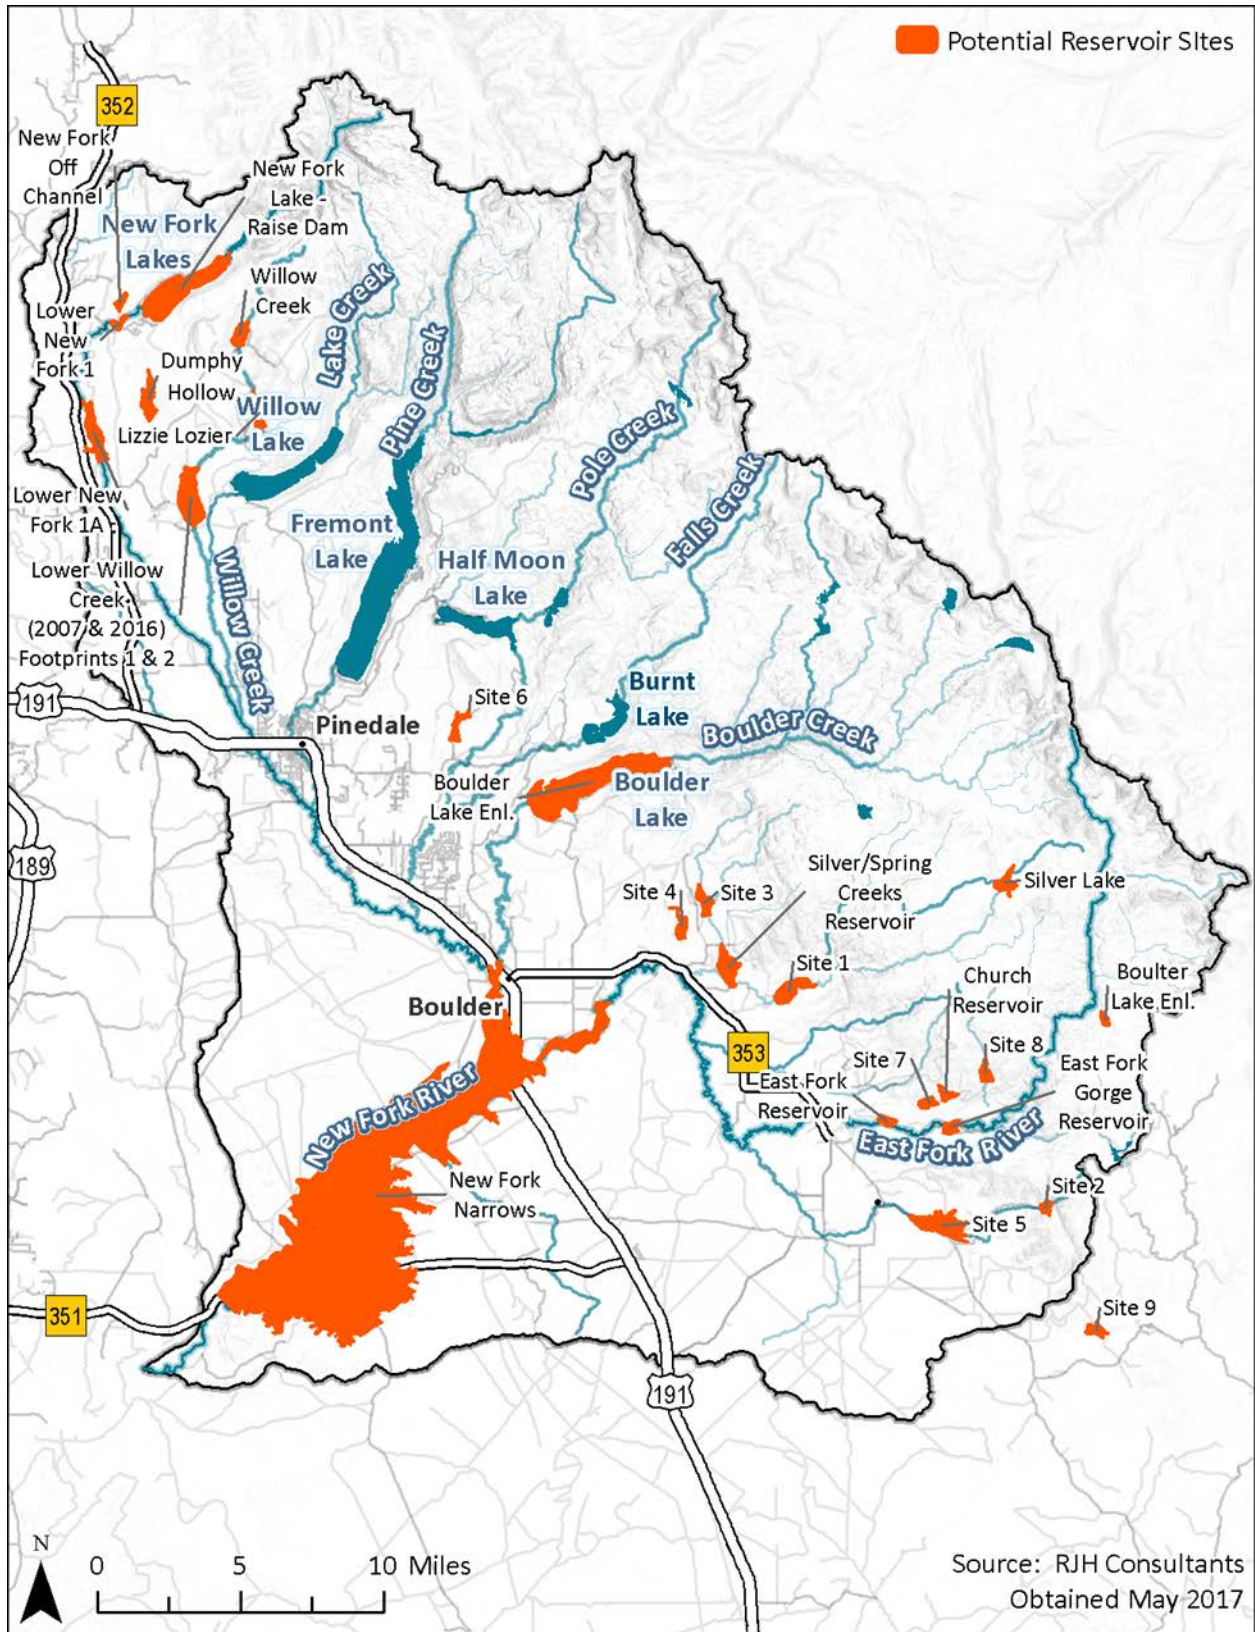 Potential Reservoir SItes
352
New Fork
Off
Channel
New Fork
Lake -
Raise Dam
New Fork
Lakes
Willow
Creek
Lake Creek
Lower
New
Fork 1
Pine Creek
Dumphy
Hollow
Willow
Lake
Lizzie Lozier
Pole Creek
Falls Creek
Lower New
Fork 1A
Fremont
Lake
Half Moon
Lake
Lower Willow
Creek
(2007 & 2016)
Footprints 1 & 2
Willow Creek
191
Site 6
Burnt
Lake
Pinedale
Boulder Creek
Boulder
Lake Enl.
Boulder
Lake
189
Silver/Spring
Creeks
Reservoir
Site 4
Site 3
Silver Lake
Site 1
Church
Reservoir
Boulter
Lake Enl.
Boulder
353
Site 7
Site 8
East Fork
Reservoir
East Fork
Gorge
Reservoir
New Fork River
East Fork River
New Fork
Narrows
Site 2
Site 5
351
Site 9
191
N
0 5 10 Miles
Source: RJH Consultants
Obtained May 2017